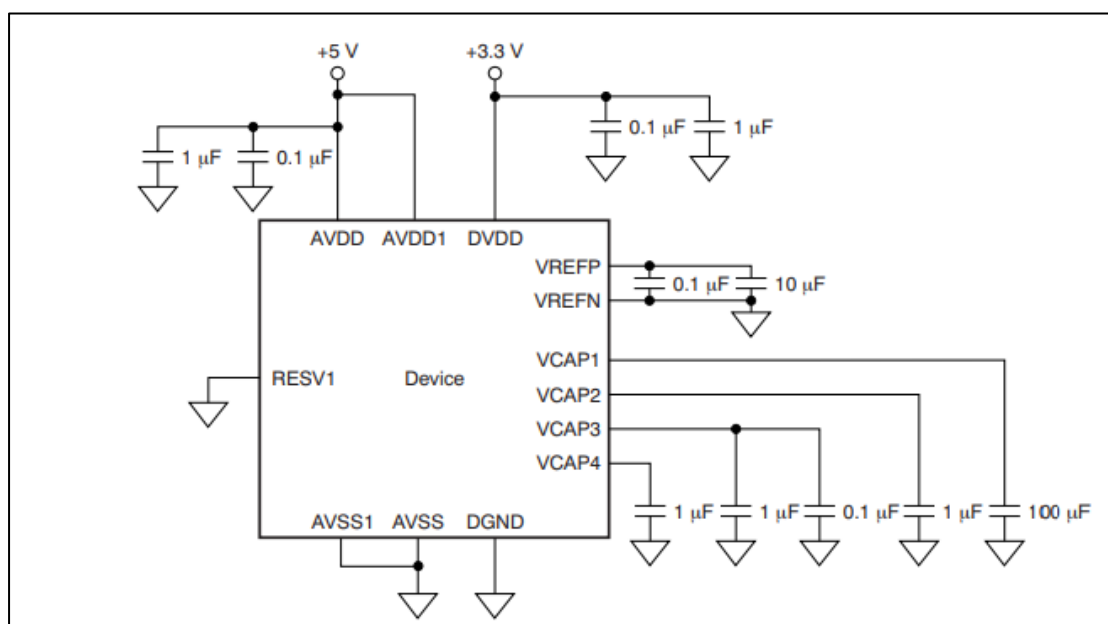 +5 V
+3.3 V
1 µF
0.1 µF
0.1 µF
1 µF
AVDD
AVDD1
DVDD
VREFP
0.1 µF
10 µF
VREFN
VCAP1
RESV1
Device
VCAP2
VCAP3
VCAP4
1 µF
1 µF
0.1 µF
1 µF
100 µF
AVSS1
AVSS
DGND